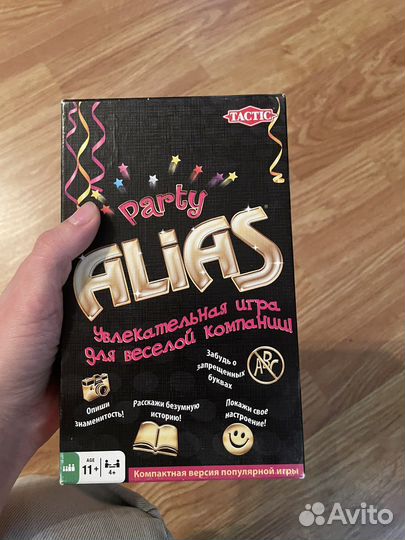 TACTIC
Party
ALIAS
Увлекательная игра
для веселой компании!
Забудь о
запрещенных
буквах
АБВ
Опиши
знаменитость!
Расскажи безумную
историю!
Покажи свое
настроение!
AGE
11+
4+
Компактная версия популярной игры
Avito